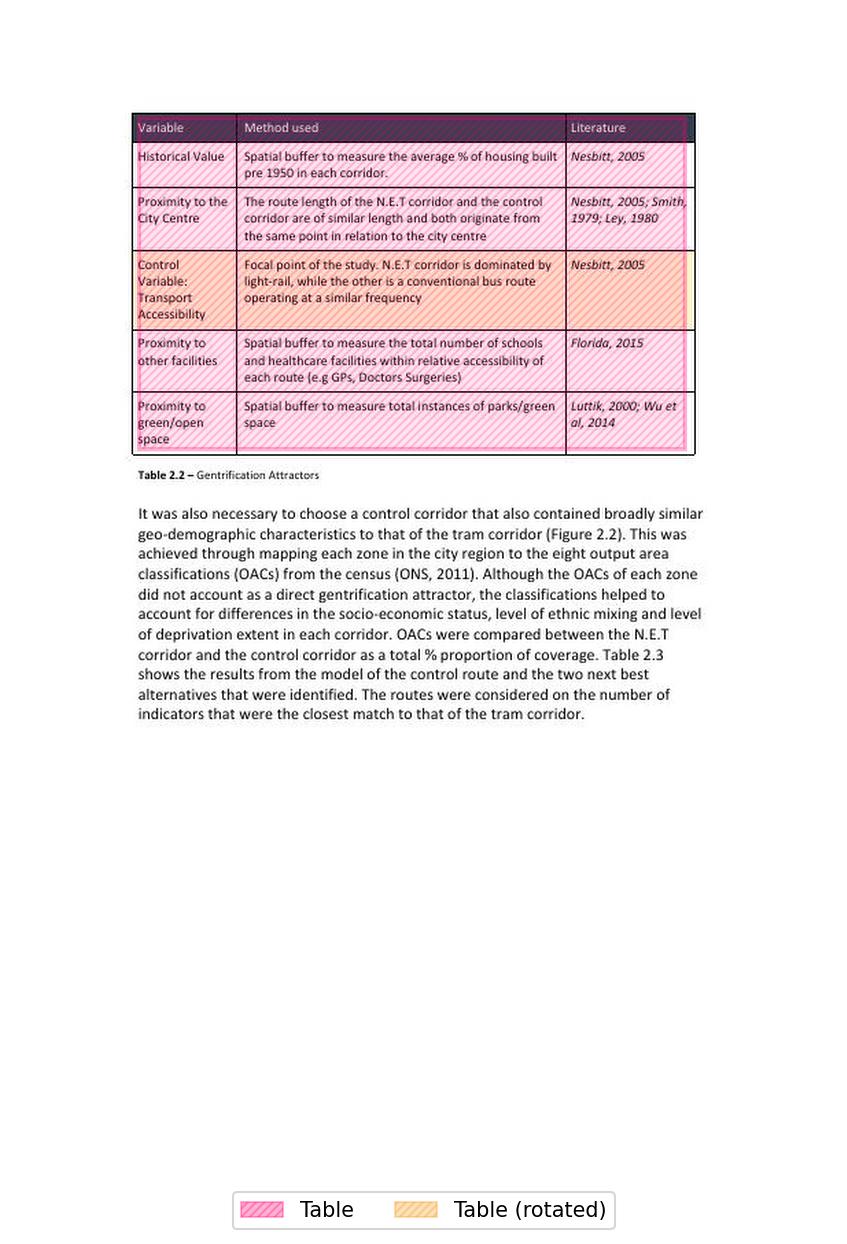 Variable Method used Literature
Historical Value Spatial buffer to measure the average % of housing built Nesbitt, 2005
pre 1950 in each corridor.
Proximity to the The route length of the N.E.T corridor and the control Nesbitt, 2005; Smith,
City Centre corridor are of similar length and both originate from 1979; Ley, 1980
the same point in relation to the city centre
Control Focal point of the study. N.E.T corridor is dominated by Nesbitt, 2005
Variable: light-rail, while the other is a conventional bus route
Transport operating at a similar frequency
Accessibility
Proximity to Spatial buffer to measure the total number of schools Florida, 2015
other facilities and healthcare facilities within relative accessibility of
each route (e.g GPs, Doctors Surgeries)
Proximity to Spatial buffer to measure total instances of parks/green Luttik, 2000; Wu et
green/open space al, 2014
space
Table 2.2 – Gentrification Attractors
It was also necessary to choose a control corridor that also contained broadly similar
geo-demographic characteristics to that of the tram corridor (Figure 2.2). This was
achieved through mapping each zone in the city region to the eight output area
classifications (OACs) from the census (ONS, 2011). Although the OACs of each zone
did not account as a direct gentrification attractor, the classifications helped to
account for differences in the socio-economic status, level of ethnic mixing and level
of deprivation extent in each corridor. OACs were compared between the N.E.T
corridor and the control corridor as a total % proportion of coverage. Table 2.3
shows the results from the model of the control route and the two next best
alternatives that were identified. The routes were considered on the number of
indicators that were the closest match to that of the tram corridor.
Table Table (rotated)